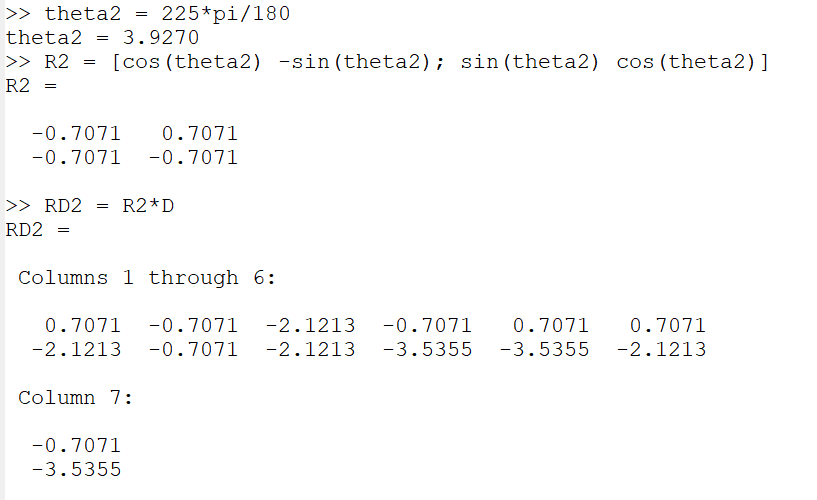 >> theta2 = 225*pi/180
theta2 = 3.9270
>> R2 = [cos(theta2) -sin(theta2); sin(theta2) cos(theta2)]
R2 =
-0.7071 0.7071
-0.7071 -0.7071
>> RD2 = R2*D
RD2 =
Columns 1 through 6:
0.7071 -0.7071 -2.1213 -0.7071 0.7071 0.7071
-2.1213 -0.7071 -2.1213 -3.5355 -3.5355 -2.1213
Column 7:
-0.7071
-3.5355